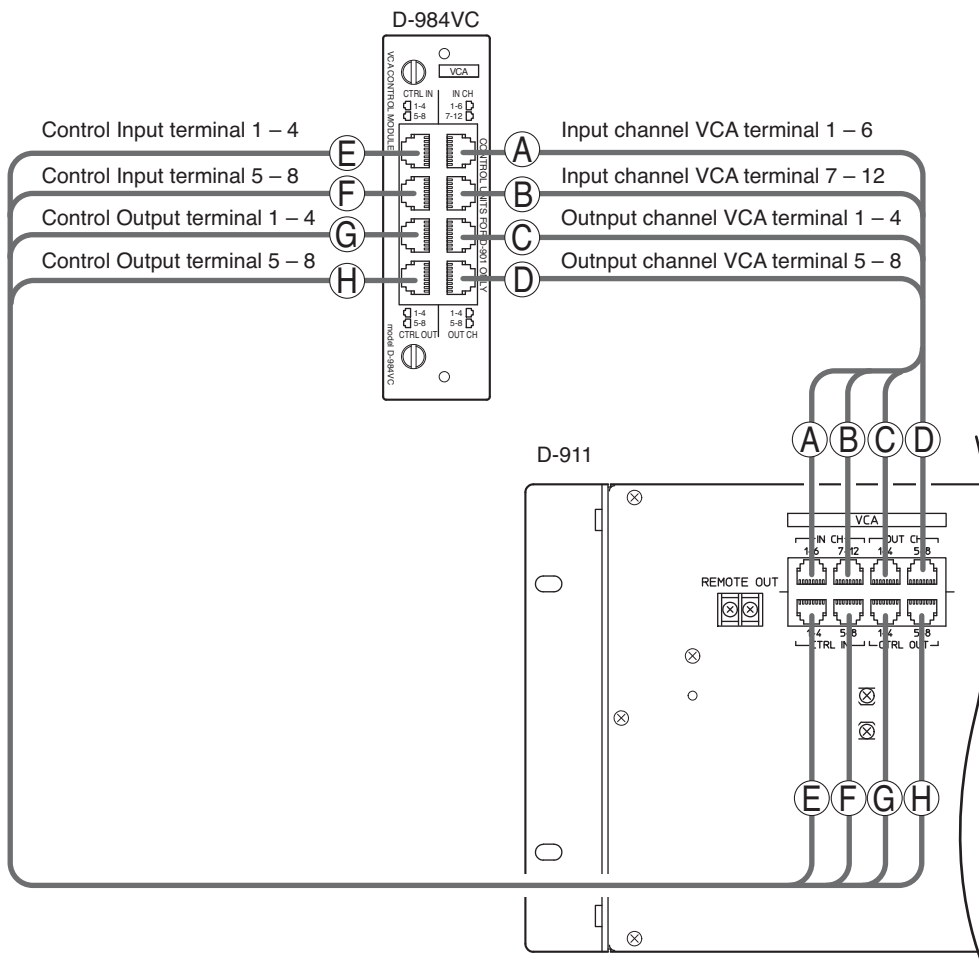 D-984VC
VCA CONTROL MODULE
VCA
CTRL IN IN CH
1-4 1-6
5-8 7-12
Control Input terminal 1 – 4
E
A
Input channel VCA terminal 1 – 6
Control Input terminal 5 – 8
F
B
Input channel VCA terminal 7 – 12
Control Output terminal 1 – 4
G
C
Outnput channel VCA terminal 1 – 4
Control Output terminal 5 – 8
H
D
Outnput channel VCA terminal 5 – 8
CONTROL UNITS FOR D-901 ONLY
1-4 1-4
5-8 5-8
CTRL OUT OUT CH
model D-984VC
A B C D
D-911
VCA
IN CH OUT CH
1-6 7-12 1-4 5-8
REMOTE OUT
1-4 5-8 1-4 5-8
CTRL IN CTRL OUT
E F G H